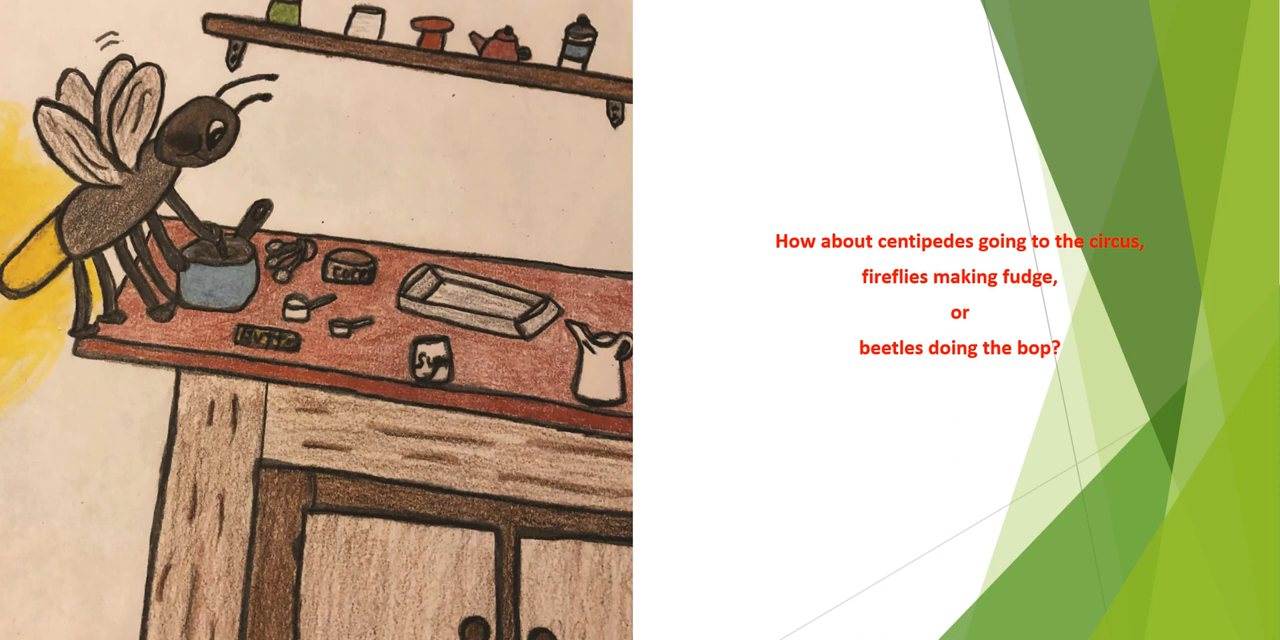 How about centipedes going to the circus,
fireflies making fudge,
or
beetles doing the bop?